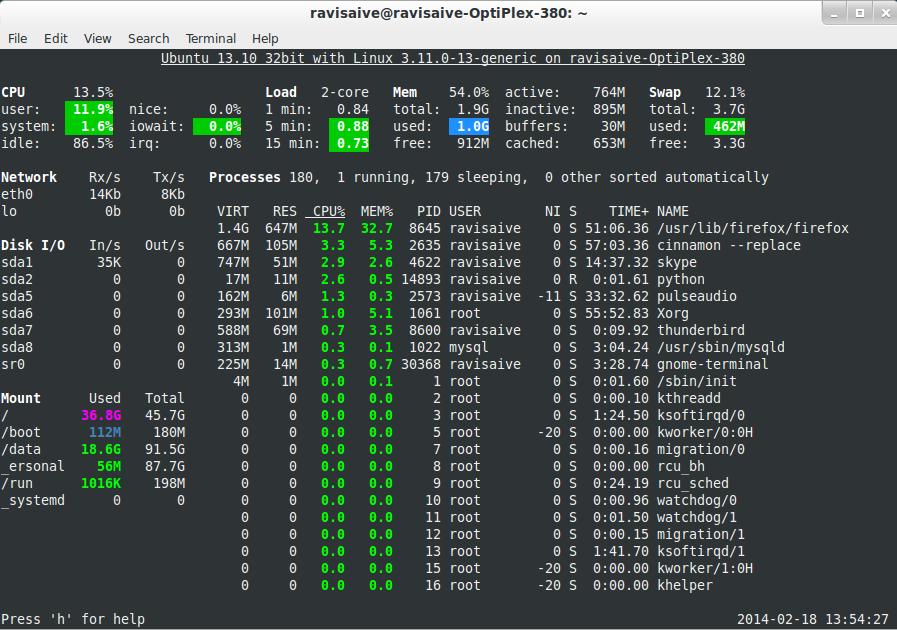 ravisaive@ravisaive-OptiPlex-380: ~
File Edit View Search Terminal Help
Ubuntu 13.10 32bit with Linux 3.11.0-13-generic on ravisaive-OptiPlex-380
CPU 13.5% Load 2-core Mem 54.0% active: 764M Swap 12.1%
user: 11.9% nice: 0.0% 1 min: 0.84 total: 1.9G inactive: 895M total: 3.7G
system: 1.6% iowait: 0.0% 5 min: 0.88 used: 1.0G buffers: 30M used: 462M
idle: 86.5% irq: 0.0% 15 min: 0.73 free: 912M cached: 653M free: 3.3G
Network Rx/s Tx/s Processes 180, 1 running, 179 sleeping, 0 other sorted automatically
eth0 14Kb 8Kb
lo 0b 0b VIRT RES CPU% MEM% PID USER NI S TIME+ NAME
1.4G 647M 13.7 32.7 8645 ravisaive 0 S 51:06.36 /usr/lib/firefox/firefox
Disk I/O In/s Out/s 667M 105M 3.3 5.3 2635 ravisaive 0 S 57:03.36 cinnamon --replace
sda1 35K 0 747M 51M 2.9 2.6 4622 ravisaive 0 S 14:37.32 skype
sda2 0 0 17M 11M 2.6 0.5 14893 ravisaive 0 R 0:01.61 python
sda5 0 0 162M 6M 1.3 0.3 2573 ravisaive -11 S 33:32.62 pulseaudio
sda6 0 0 293M 101M 1.0 5.1 1061 root 0 S 55:52.83 Xorg
sda7 0 0 588M 69M 0.7 3.5 8600 ravisaive 0 S 0:09.92 thunderbird
sda8 0 0 313M 1M 0.3 0.1 1022 mysql 0 S 3:04.24 /usr/sbin/mysqld
sr0 0 0 225M 14M 0.3 0.7 30368 ravisaive 0 S 3:28.74 gnome-terminal
4M 1M 0.0 0.1 1 root 0 S 0:01.60 /sbin/init
Mount Used Total 0 0 0.0 0.0 2 root 0 S 0:00.10 kthreadd
/ 36.8G 45.7G 0 0 0.0 0.0 3 root 0 S 1:24.50 ksoftirqd/0
/boot 112M 180M 0 0 0.0 0.0 5 root -20 S 0:00.00 kworker/0:0H
/data 18.6G 91.5G 0 0 0.0 0.0 7 root 0 S 0:00.16 migration/0
_ersonal 56M 87.7G 0 0 0.0 0.0 8 root 0 S 0:00.00 rcu_bh
/run 1016K 198M 0 0 0.0 0.0 9 root 0 S 0:24.19 rcu_sched
_systemd 0 0 0 0 0.0 0.0 10 root 0 S 0:00.96 watchdog/0
0 0 0.0 0.0 11 root 0 S 0:01.50 watchdog/1
0 0 0.0 0.0 12 root 0 S 0:00.15 migration/1
0 0 0.0 0.0 13 root 0 S 1:41.70 ksoftirqd/1
0 0 0.0 0.0 15 root -20 S 0:00.00 kworker/1:0H
0 0 0.0 0.0 16 root -20 S 0:00.00 khelper
Press 'h' for help 2014-02-18 13:54:27